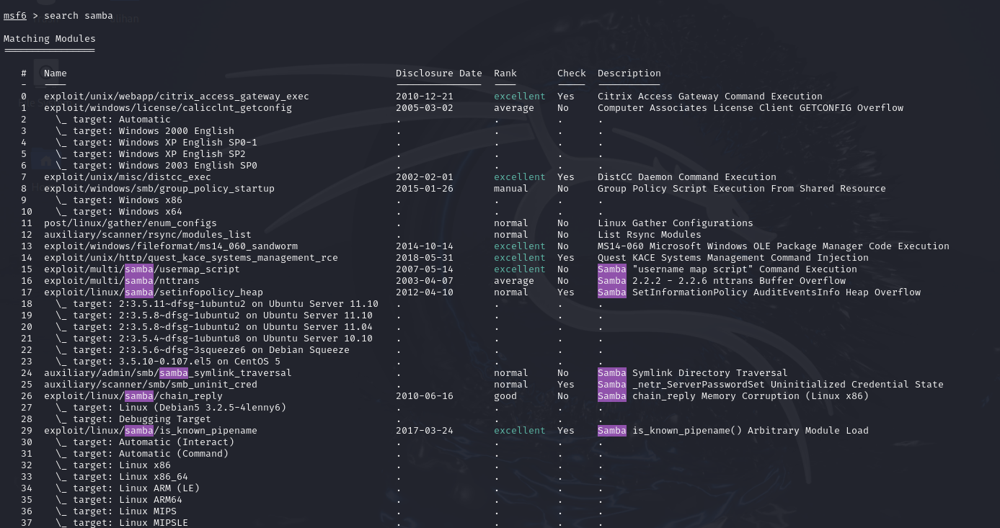 msf6 > search samba
Matching Modules
================
# Name Disclosure Date Rank Check Description
- ---- --------------- ---- ----- -----------
0 exploit/unix/webapp/citrix_access_gateway_exec 2010-12-21 excellent Yes Citrix Access Gateway Command Execution
1 exploit/windows/license/calicclnt_getconfig 2005-03-02 average No Computer Associates License Client GETCONFIG Overflow
2 \_ target: Automatic . . . .
3 \_ target: Windows 2000 English . . . .
4 \_ target: Windows XP English SP0-1 . . . .
5 \_ target: Windows XP English SP2 . . . .
6 \_ target: Windows 2003 English SP0 . . . .
7 exploit/unix/misc/distcc_exec 2002-02-01 excellent Yes DistCC Daemon Command Execution
8 exploit/windows/smb/group_policy_startup 2015-01-26 manual No Group Policy Script Execution From Shared Resource
9 \_ target: Windows x86 . . . .
10 \_ target: Windows x64 . . . .
11 post/linux/gather/enum_configs . normal No Linux Gather Configurations
12 auxiliary/scanner/rsync/modules_list . normal No List Rsync Modules
13 exploit/windows/fileformat/ms14_060_sandworm 2014-10-14 excellent No MS14-060 Microsoft Windows OLE Package Manager Code Execution
14 exploit/unix/http/quest_kace_systems_management_rce 2018-05-31 excellent Yes Quest KACE Systems Management Command Injection
15 exploit/multi/samba/usermap_script 2007-05-14 excellent No Samba "username map script" Command Execution
16 exploit/multi/samba/nttrans 2003-04-07 average No Samba 2.2.2 - 2.2.6 nttrans Buffer Overflow
17 exploit/linux/samba/setinfopolicy_heap 2012-04-10 normal Yes Samba SetInformationPolicy AuditEventsInfo Heap Overflow
18 \_ target: 2:3.5.11~dfsg-1ubuntu2 on Ubuntu Server 11.10 . . . .
19 \_ target: 2:3.5.8~dfsg-1ubuntu2 on Ubuntu Server 11.10 . . . .
20 \_ target: 2:3.5.8~dfsg-1ubuntu2 on Ubuntu Server 11.04 . . . .
21 \_ target: 2:3.5.4~dfsg-1ubuntu8 on Ubuntu Server 10.10 . . . .
22 \_ target: 2:3.5.6~dfsg-3squeeze6 on Debian Squeeze . . . .
23 \_ target: 3.5.10-0.107.el5 on CentOS 5 . . . .
24 auxiliary/admin/smb/samba_symlink_traversal . normal No Samba Symlink Directory Traversal
25 auxiliary/scanner/smb/smb_uninit_cred . normal Yes Samba _netr_ServerPasswordSet Uninitialized Credential State
26 exploit/linux/samba/chain_reply 2010-06-16 good No Samba chain_reply Memory Corruption (Linux x86)
27 \_ target: Linux (Debian5 3.2.5-4lenny6) . . . .
28 \_ target: Debugging Target . . . .
29 exploit/linux/samba/is_known_pipename 2017-03-24 excellent Yes Samba is_known_pipename() Arbitrary Module Load
30 \_ target: Automatic (Interact) . . . .
31 \_ target: Automatic (Command) . . . .
32 \_ target: Linux x86 . . . .
33 \_ target: Linux x86_64 . . . .
34 \_ target: Linux ARM (LE) . . . .
35 \_ target: Linux ARM64 . . . .
36 \_ target: Linux MIPS . . . .
37 \_ target: Linux MIPSLE . . . .